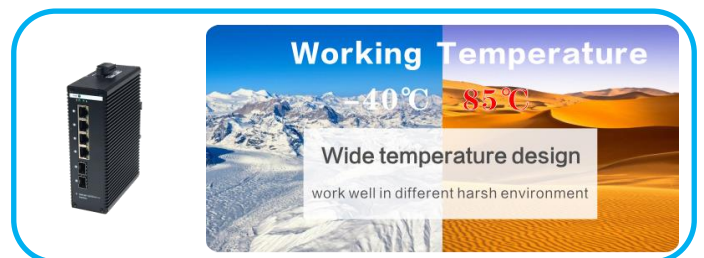 Working Temperature
-40℃ 85℃
Wide temperature design
work well in different harsh environment